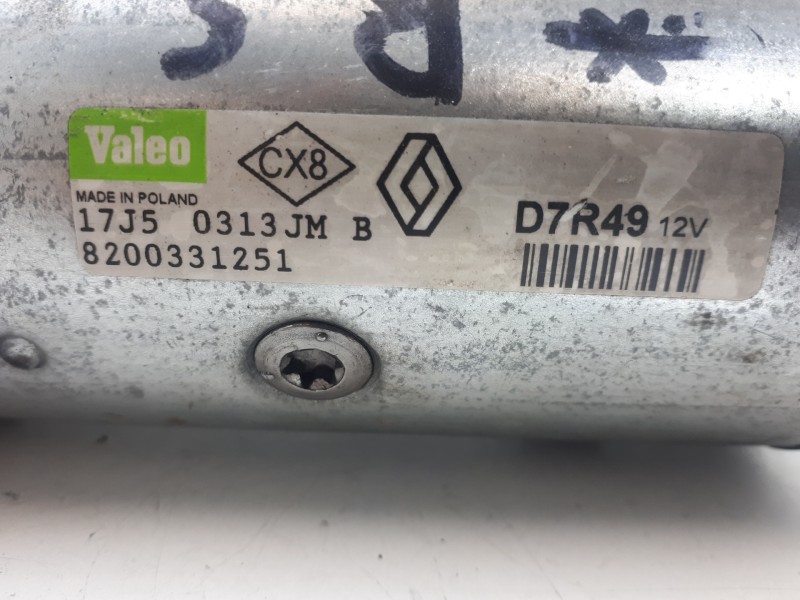 Valeo
CX8
MADE IN POLAND
17J5 0313JM B
8200331251
D7R49 12V